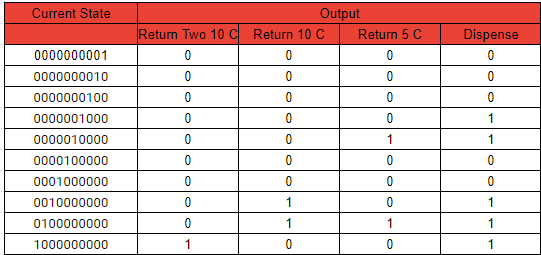 Current State Output
Return Two 10 C Return 10 C Return 5 C Dispense
0000000001 0 0 0 0
0000000010 0 0 0 0
0000000100 0 0 0 0
0000001000 0 0 0 1
0000010000 0 0 1 1
0000100000 0 0 0 0
0001000000 0 0 0 0
0010000000 0 1 0 1
0100000000 0 1 1 1
1000000000 1 0 0 1